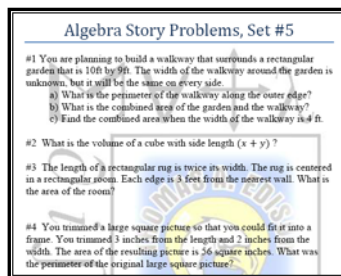 Algebra Story Problems, Set #5
#1 You are planning to build a walkway that surrounds a rectangular
garden that is 10ft by 9ft. The width of the walkway around the garden is
unknown, but it will be the same on every side.
a) What is the perimeter of the walkway along the outer edge?
b) What is the combined area of the garden and the walkway?
c) Find the combined area when the width of the walkway is 4 ft.
#2 What is the volume of a cube with side length (x + y) ?
#3 The length of a rectangular rug is twice its width. The rug is centered
in a rectangular room. Each edge is 3 feet from the nearest wall. What is
the area of the room?
#4 You trimmed a large square picture so that you could fit it into a
frame. You trimmed 3 inches from the length and 2 inches from the
width. The area of the resulting picture is 56 square inches. What was
the perimeter of the original large square picture?